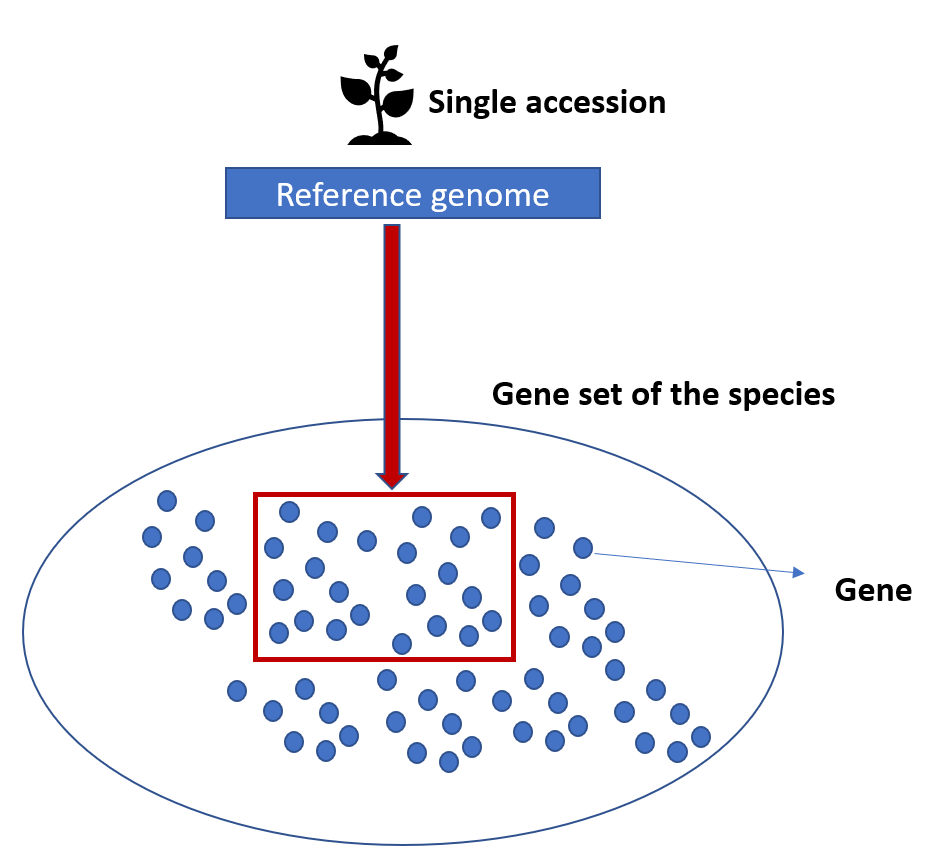 Single accession
Reference genome
Gene set of the species
Gene